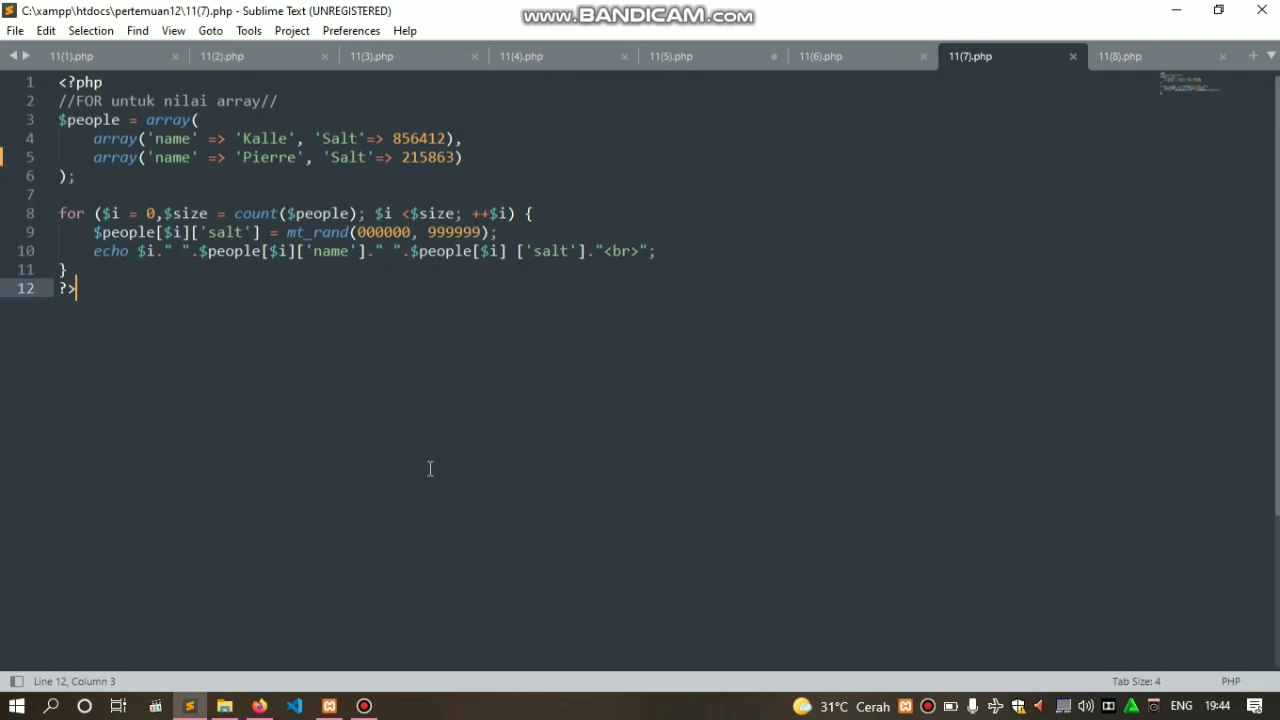 C:\xampp\htdocs\pertemuan12\11(7).php - Sublime Text (UNREGISTERED)
www.BANDICAM.com
File Edit Selection Find View Goto Tools Project Preferences Help
11(1).php 11(2).php 11(3).php 11(4).php 11(5).php 11(6).php 11(7).php 11(8).php
1 <?php
2 //FOR untuk nilai array//
3 $people = array(
4 array('name' => 'Kalle', 'Salt'=> 856412),
5 array('name' => 'Pierre', 'Salt'=> 215863)
6 );
7
8 for ($i = 0,$size = count($people); $i <$size; ++$i) {
9 $people[$i]['salt'] = mt_rand(000000, 999999);
10 echo $i." ".$people[$i]['name']." ".$people[$i] ['salt']."<br>";
11 }
12 ?>
Line 12, Column 3 Tab Size: 4 PHP
31°C Cerah ENG 19:44